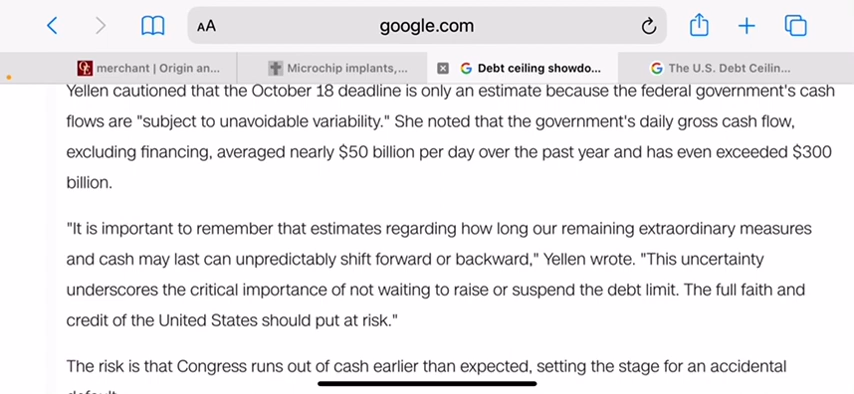 AA
google.com
merchant | Origin an...
Microchip implants,...
Debt ceiling showdo...
The U.S. Debt Ceilin...
Yellen cautioned that the October 18 deadline is only an estimate because the federal government's cash
flows are "subject to unavoidable variability." She noted that the government's daily gross cash flow,
excluding financing, averaged nearly $50 billion per day over the past year and has even exceeded $300
billion.
"It is important to remember that estimates regarding how long our remaining extraordinary measures
and cash may last can unpredictably shift forward or backward," Yellen wrote. "This uncertainty
underscores the critical importance of not waiting to raise or suspend the debt limit. The full faith and
credit of the United States should put at risk."
The risk is that Congress runs out of cash earlier than expected, setting the stage for an accidental
default.